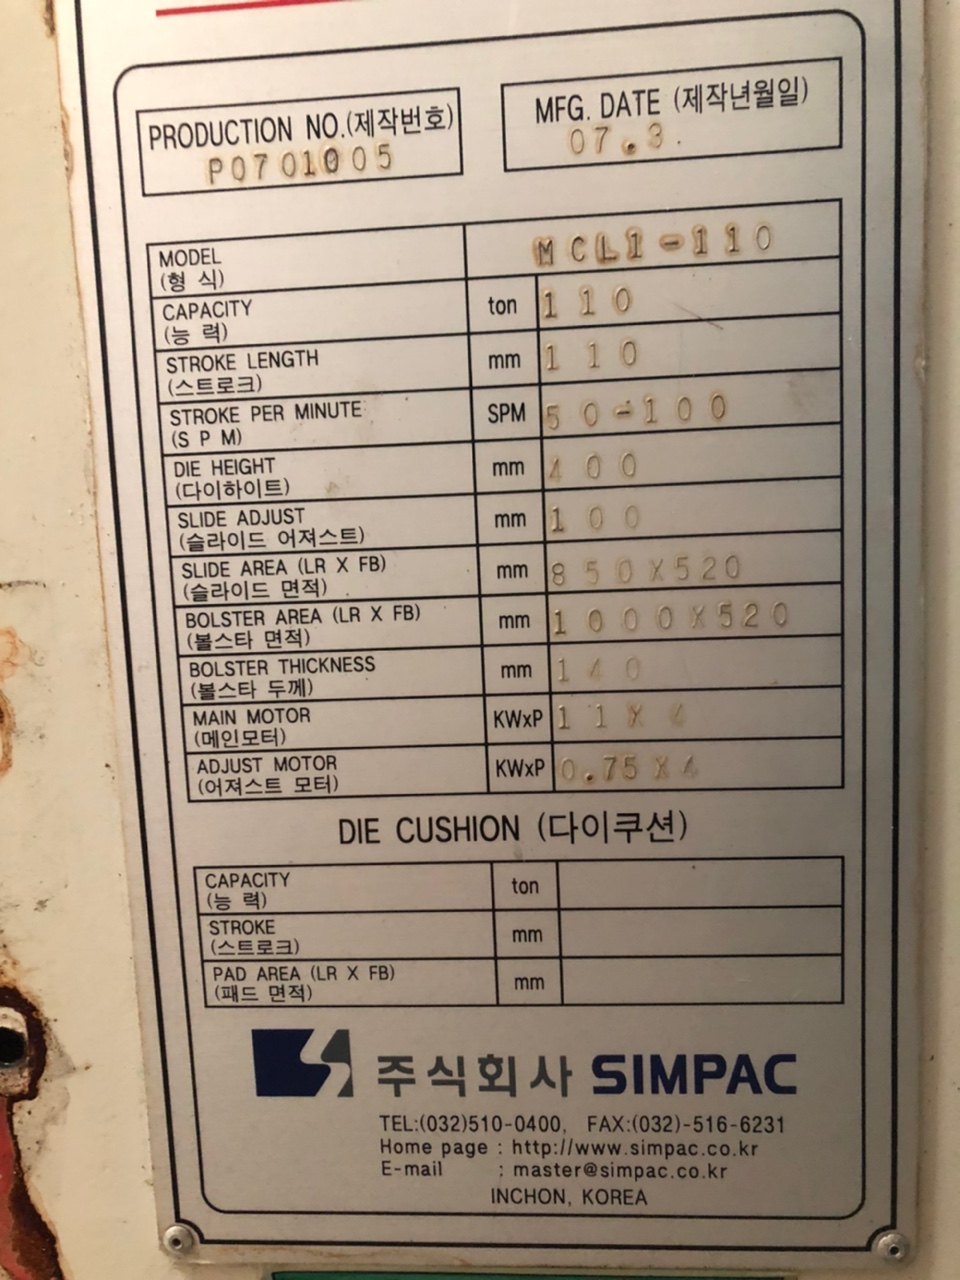 PRODUCTION NO.(제작번호)
P0701005
MFG. DATE (제작년월일)
07.3.
MODEL MCL1-110
(형 식)
CAPACITY ton 110
(능 력)
STROKE LENGTH mm 110
(스트로크)
STROKE PER MINUTE SPM 50-100
(S P M)
DIE HEIGHT mm 400
(다이하이트)
SLIDE ADJUST mm 100
(슬라이드 어져스트)
SLIDE AREA (LR X FB) mm 850X520
(슬라이드 면적)
BOLSTER AREA (LR X FB) mm 1000X520
(볼스타 면적)
BOLSTER THICKNESS mm 140
(볼스타 두께)
MAIN MOTOR KWxP 11X
(메인모터)
ADJUST MOTOR KWxP 0.75X4
(어져스트 모터)
DIE CUSHION (다이쿠션)
CAPACITY ton
(능 력)
STROKE mm
(스트로크)
PAD AREA (LR X FB) mm
(패드 면적)
주식회사 SIMPAC
TEL:(032)510-0400, FAX:(032)-516-6231
Home page : http://www.simpac.co.kr
E-mail : master@simpac.co.kr
INCHON, KOREA